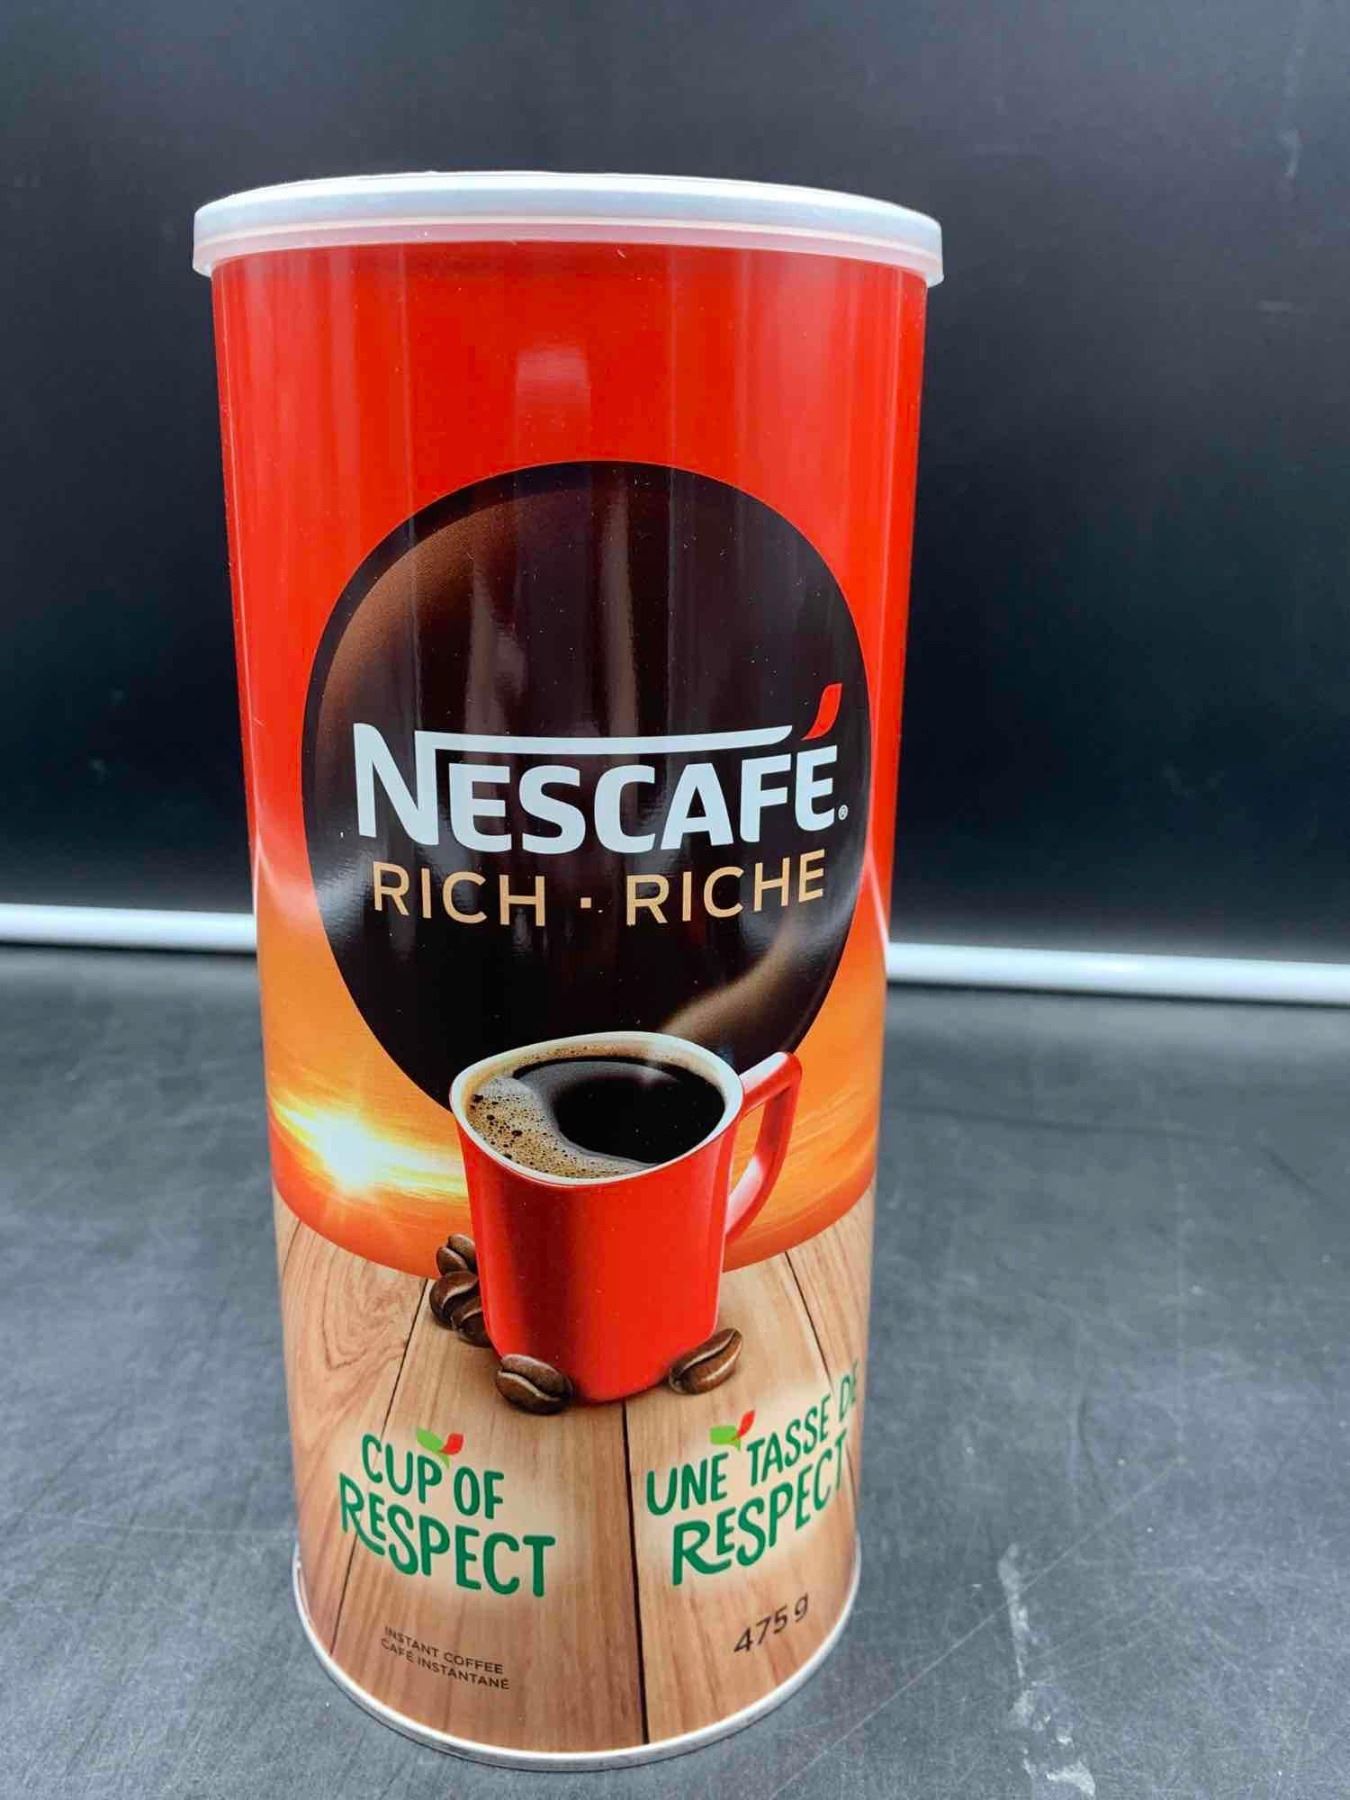 NESCAFÉ®
RICH · RICHE
CUP OF
RESPECT
UNE TASSE DE
RESPECT
475 g
INSTANT COFFEE
CAFÉ INSTANTANÉ